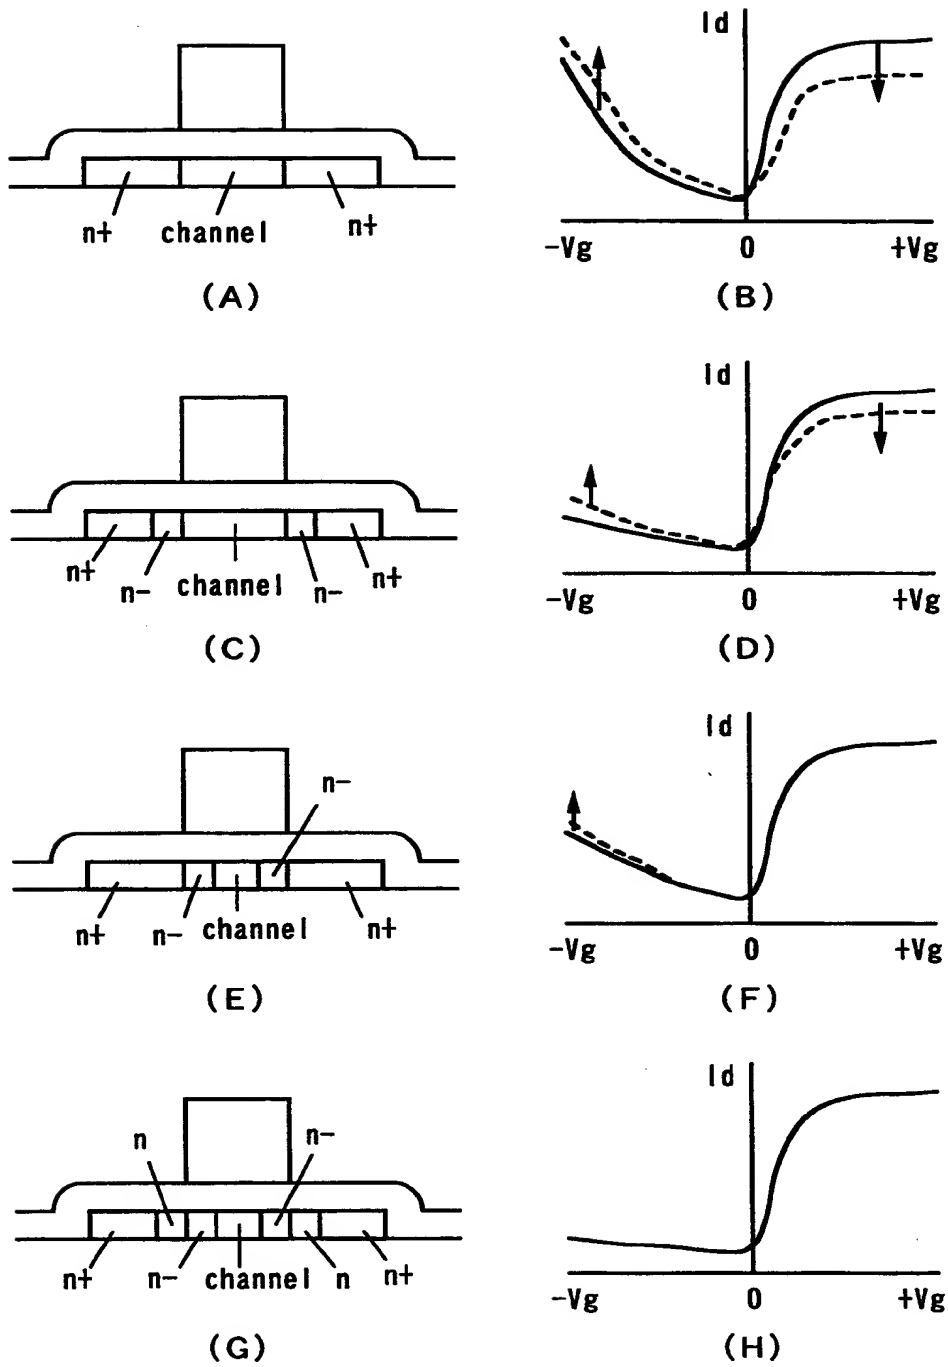 Id
n+ channel n+
-Vg 0 +Vg
(A) (B)
Id
n+ n- channel n- n+
-Vg 0 +Vg
(C) (D)
Id
n-
n+ n- channel n+
-Vg 0 +Vg
(E) (F)
Id
n n-
n+ n- channel n n+
-Vg 0 +Vg
(G) (H)